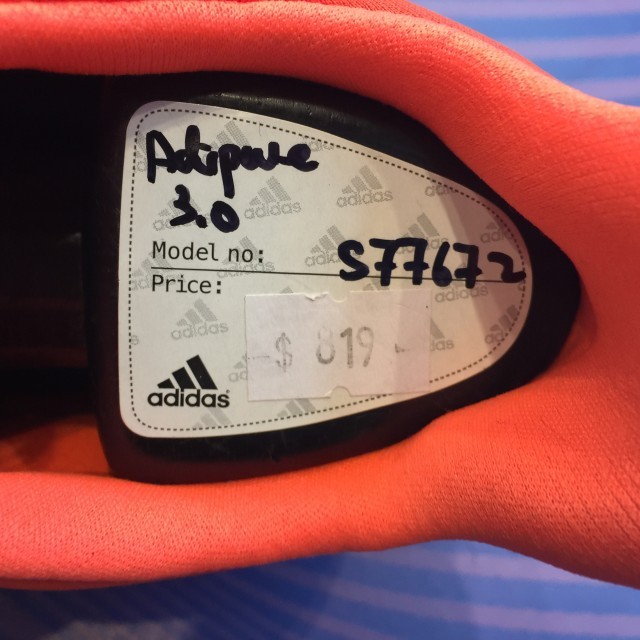 Adipure
3.0
Model no: S77672
Price:
-$ 819 -
adidas